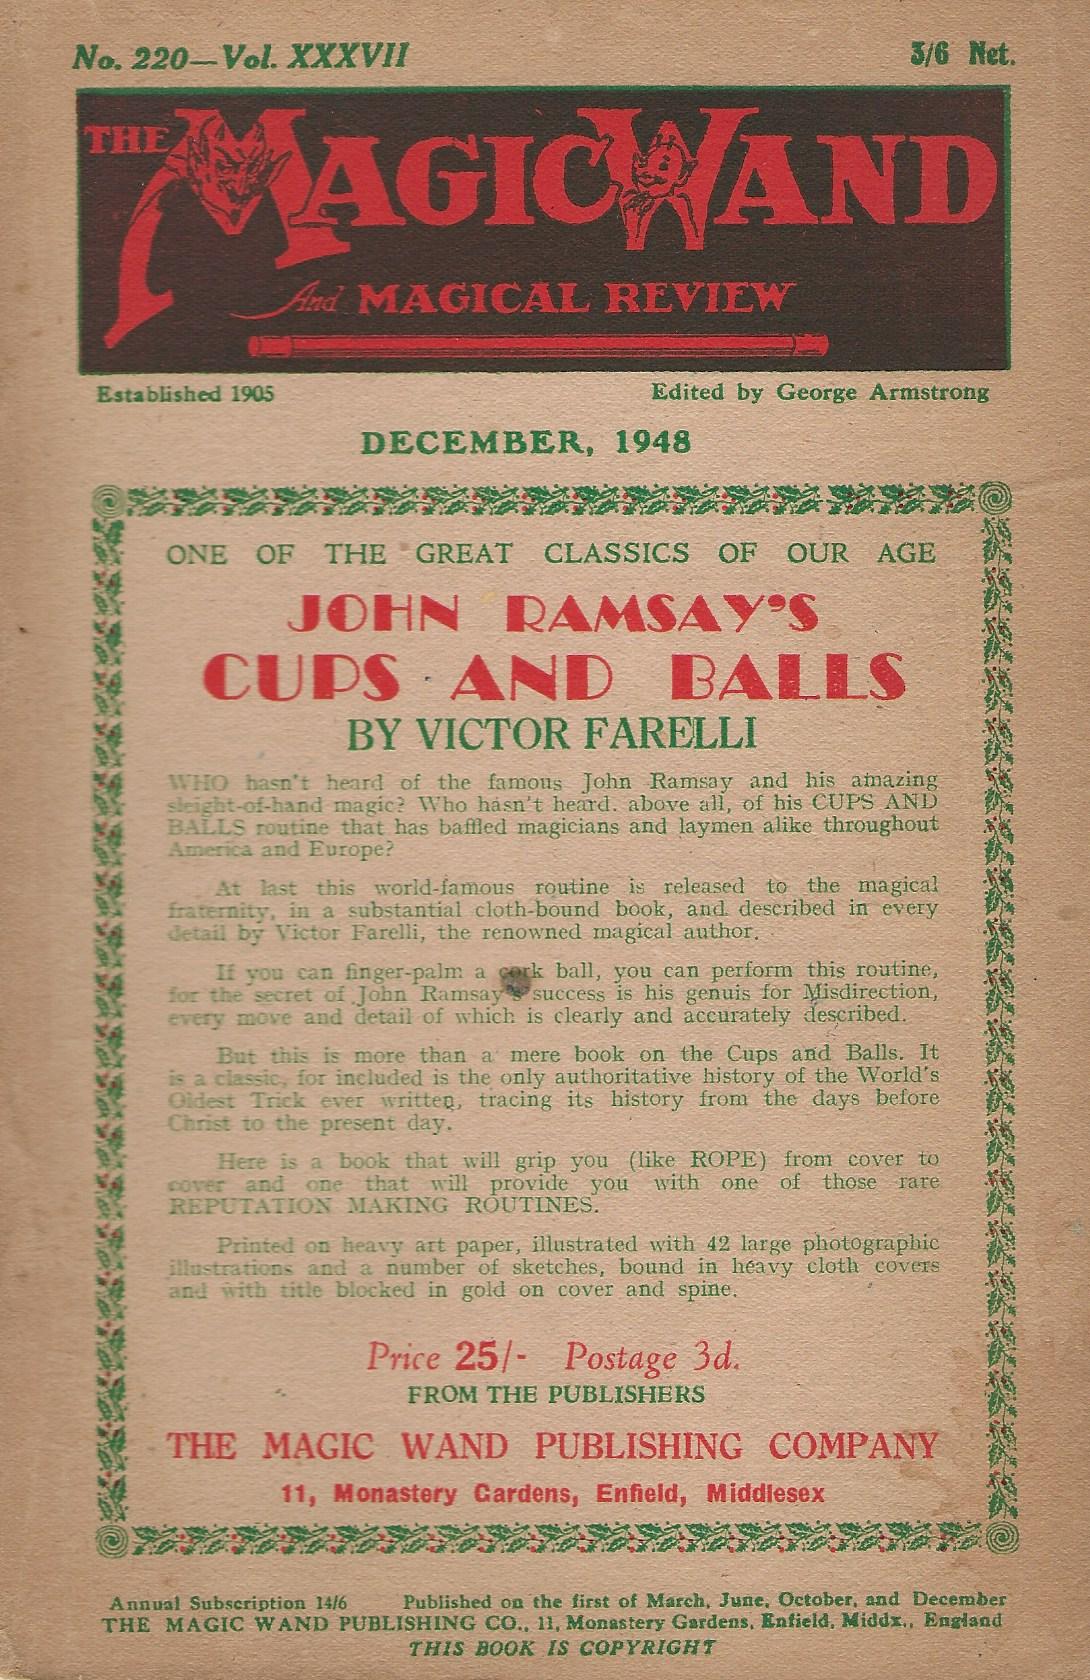 No. 220—Vol. XXXVII 3/6 Net.
THE MAGIC WAND
And MAGICAL REVIEW
Established 1905 Edited by George Armstrong
DECEMBER, 1948
ONE OF THE GREAT CLASSICS OF OUR AGE
JOHN RAMSAY'S
CUPS AND BALLS
BY VICTOR FARELLI
WHO hasn't heard of the famous John Ramsay and his amazing
sleight-of-hand magic? Who hasn't heard. above all, of his CUPS AND
BALLS routine that has baffled magicians and laymen alike throughout
America and Europe?
At last this world-famous routine is released to the magical
fraternity, in a substantial cloth-bound book, and described in every
detail by Victor Farelli, the renowned magical author.
If you can finger-palm a cork ball, you can perform this routine,
for the secret of John Ramsay's success is his genuis for Misdirection,
every move and detail of which is clearly and accurately described.
But this is more than a mere book on the Cups and Balls. It
is a classic, for included is the only authoritative history of the World's
Oldest Trick ever written, tracing its history from the days before
Christ to the present day.
Here is a book that will grip you (like ROPE) from cover to
cover and one that will provide you with one of those rare
REPUTATION MAKING ROUTINES.
Printed on heavy art paper, illustrated with 42 large photographic
illustrations and a number of sketches, bound in heavy cloth covers
and with title blocked in gold on cover and spine.
Price 25/- Postage 3d.
FROM THE PUBLISHERS
THE MAGIC WAND PUBLISHING COMPANY
11, Monastery Gardens, Enfield, Middlesex
Annual Subscription 14/6 Published on the first of March, June, October, and December
THE MAGIC WAND PUBLISHING CO., 11, Monastery Gardens, Enfield, Middx., England
THIS BOOK IS COPYRIGHT